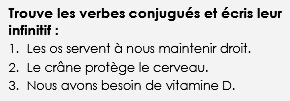 Trouve les verbes conjugués et écris leur
infinitif :
1. Les os servent à nous maintenir droit.
2. Le crâne protège le cerveau.
3. Nous avons besoin de vitamine D.